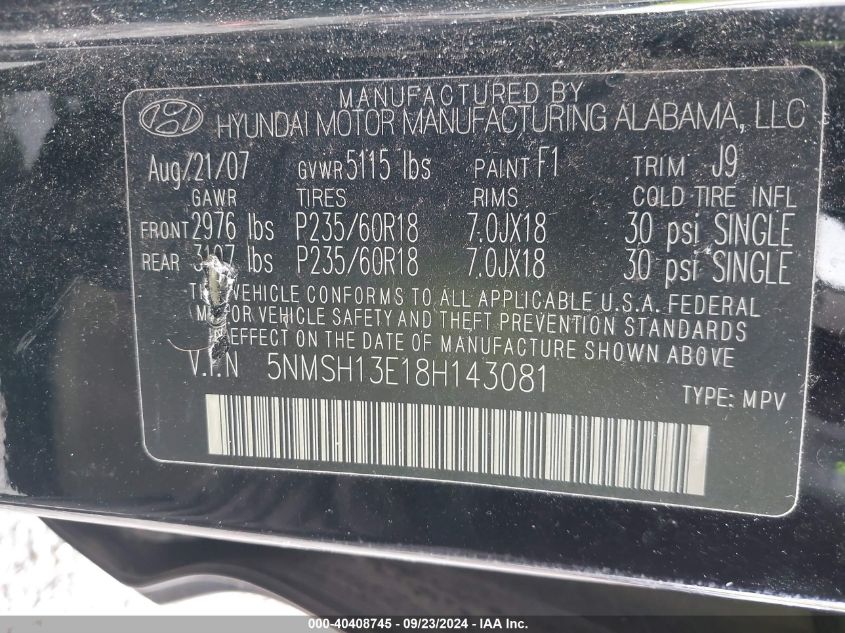 MANUFACTURED BY
HYUNDAI MOTOR MANUFACTURING ALABAMA, LLC
Aug/21/07 GVWR 5115 lbs PAINT F1 TRIM J9
GAWR TIRES RIMS COLD TIRE INFL
FRONT 2976 lbs P235/60R18 7.0JX18 30 psi SINGLE
REAR lbs P235/60R18 7.0JX18 30 psi SINGLE
VEHICLE CONFORMS TO ALL APPLICABLE U.S.A. FEDERAL
VEHICLE SAFETY AND THEFT PREVENTION STANDARDS
EFFECT ON THE DATE OF MANUFACTURE SHOWN ABOVE
V.I.N 5NMSH13E18H143081
TYPE: MPV
000-40408745 - 09/23/2024 - IAA Inc.